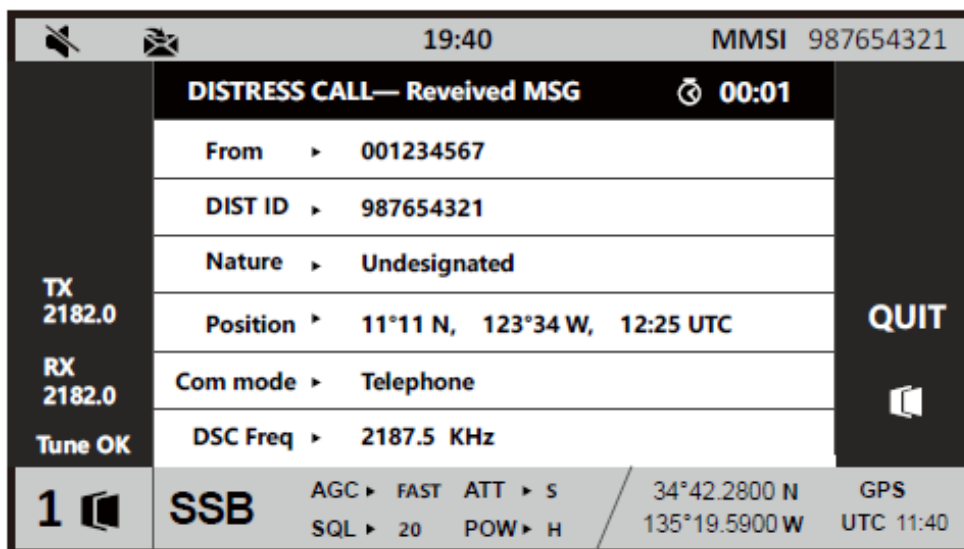 19:40 MMSI 987654321
DISTRESS CALL— Reveived MSG 00:01
From ▸ 001234567
DIST ID ▸ 987654321
Nature ▸ Undesignated
Position ▸ 11°11 N, 123°34 W, 12:25 UTC
Com mode ▸ Telephone
DSC Freq ▸ 2187.5 KHz
TX
2182.0
RX
2182.0
Tune OK
QUIT
1 SSB
AGC ▸ FAST ATT ▸ S
SQL ▸ 20 POW ▸ H
34°42.2800 N
135°19.5900 W
GPS
UTC 11:40